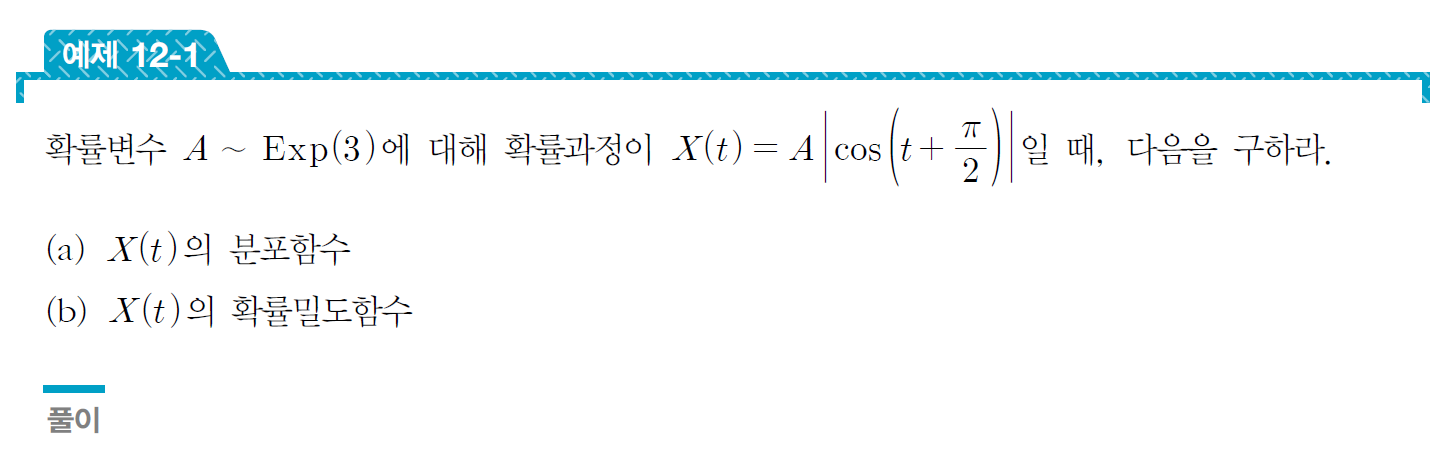 예제 12-1
확률변수 A ~ Exp(3)에 대해 확률과정이 X(t) = A|cos(t + π/2)|일 때, 다음을 구하라.
(a) X(t)의 분포함수
(b) X(t)의 확률밀도함수
풀이